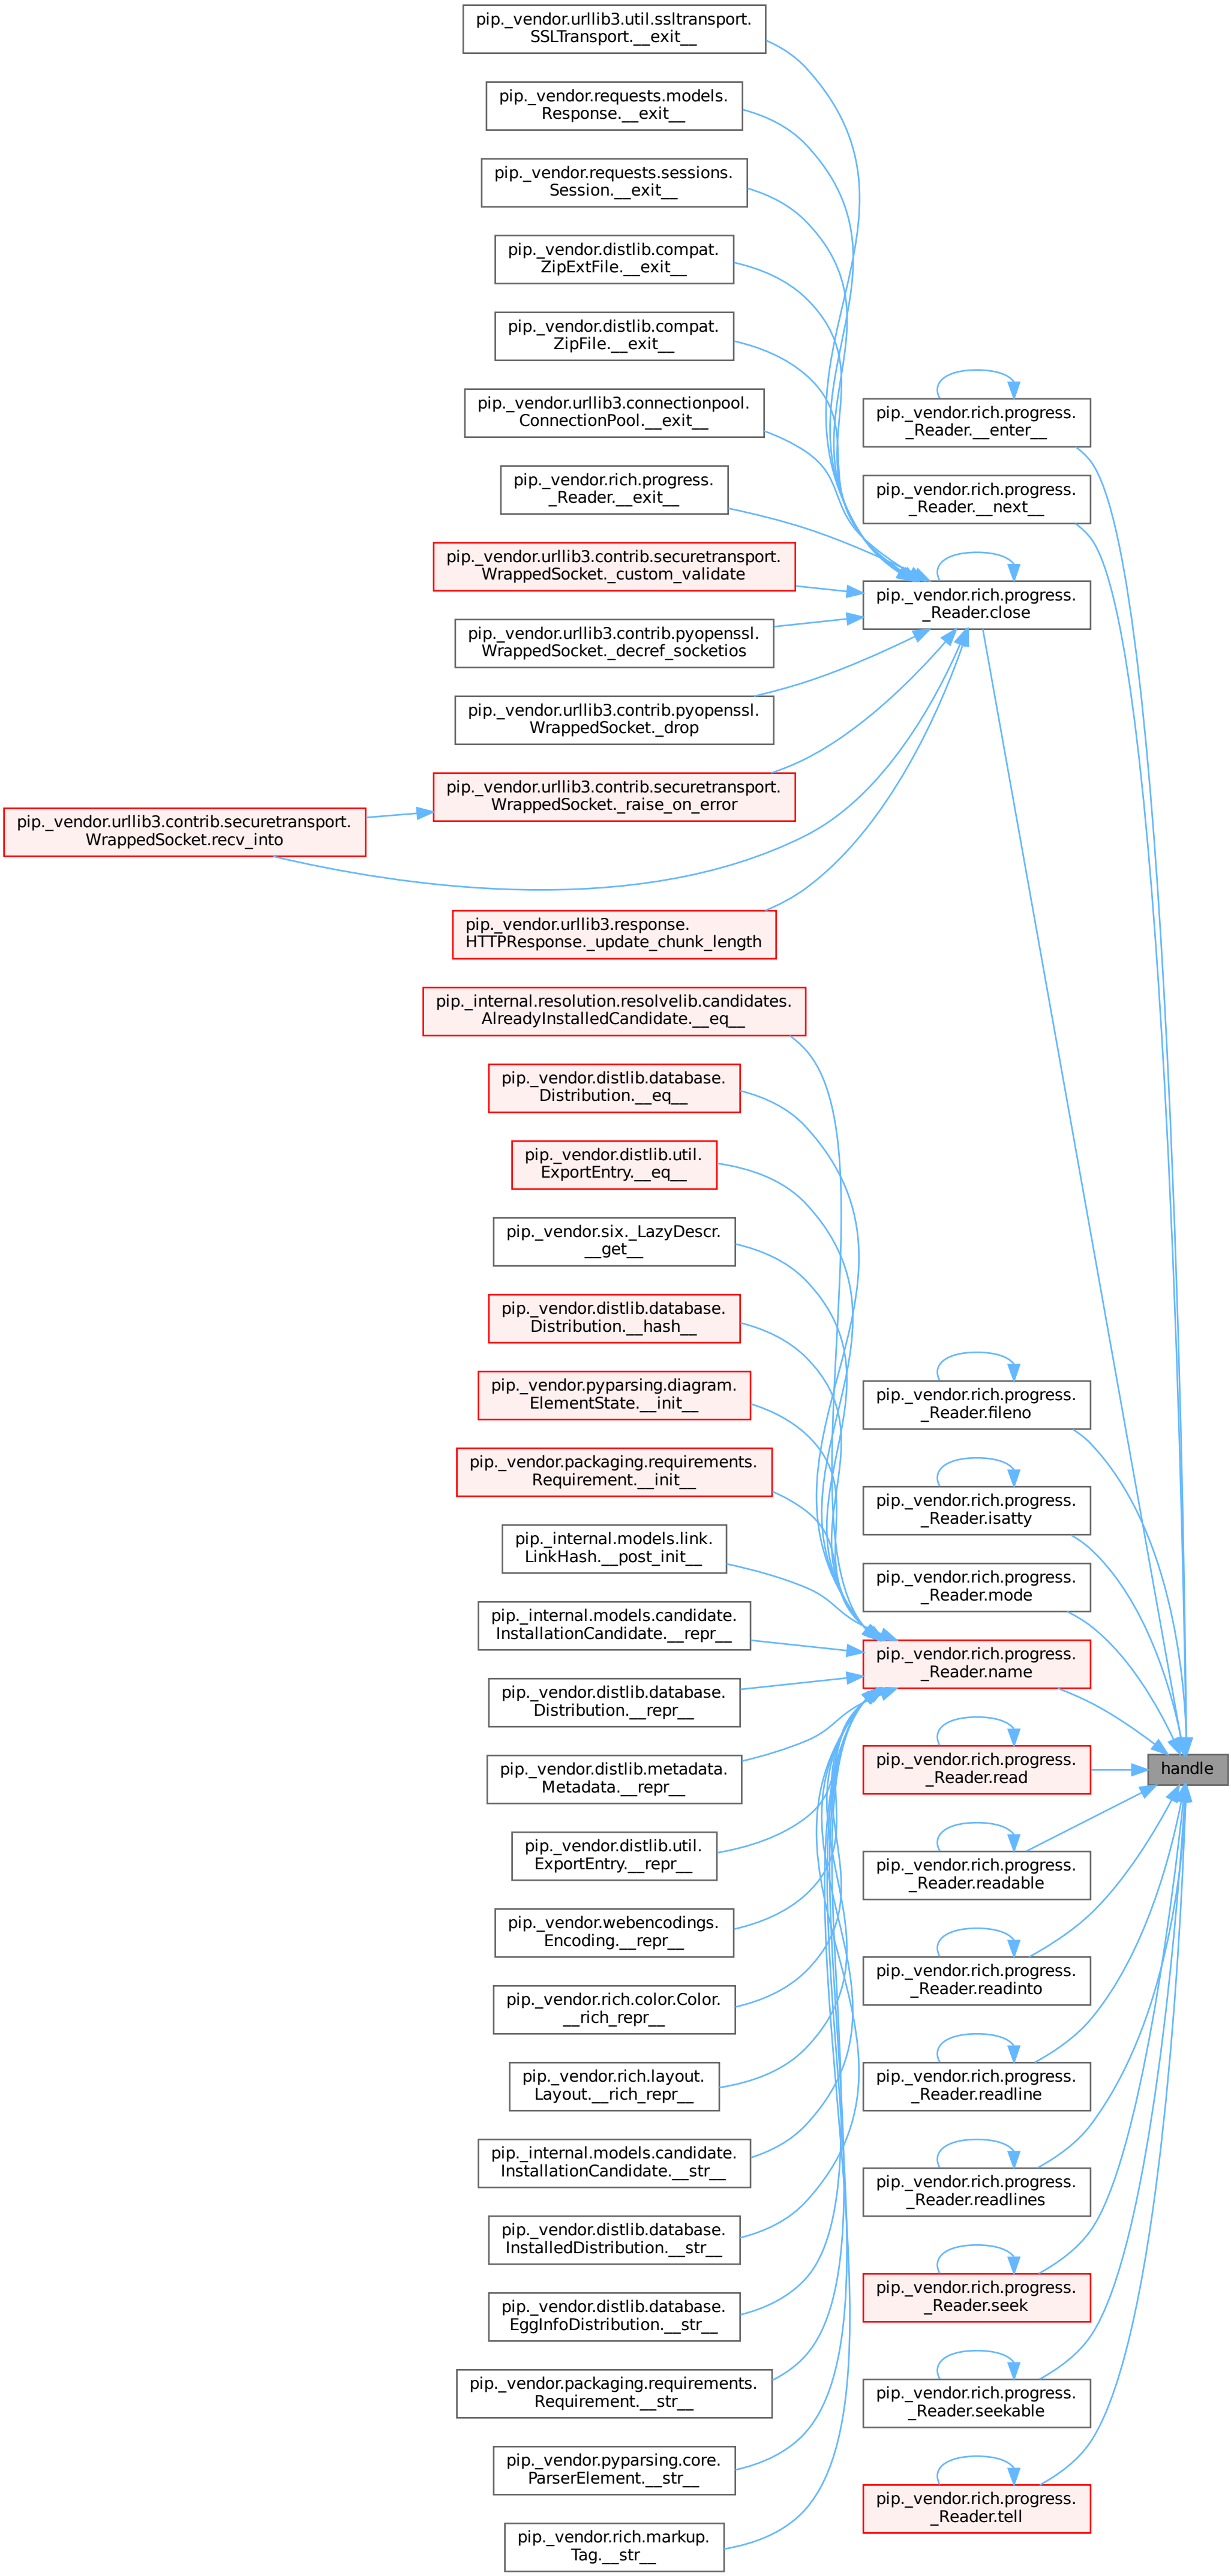 pip._vendor.urllib3.util.ssltransport.
SSLTransport.__exit__
pip._vendor.requests.models.
Response.__exit__
pip._vendor.requests.sessions.
Session.__exit__
pip._vendor.distlib.compat.
ZipExtFile.__exit__
pip._vendor.distlib.compat.
ZipFile.__exit__
pip._vendor.urllib3.connectionpool.
ConnectionPool.__exit__
pip._vendor.rich.progress.
_Reader.__exit__
pip._vendor.urllib3.contrib.securetransport.
WrappedSocket._custom_validate
pip._vendor.urllib3.contrib.pyopenssl.
WrappedSocket._decref_socketios
pip._vendor.urllib3.contrib.pyopenssl.
WrappedSocket._drop
pip._vendor.urllib3.contrib.securetransport.
WrappedSocket._raise_on_error
pip._vendor.urllib3.contrib.securetransport.
WrappedSocket.recv_into
pip._vendor.urllib3.response.
HTTPResponse._update_chunk_length
pip._internal.resolution.resolvelib.candidates.
AlreadyInstalledCandidate.__eq__
pip._vendor.distlib.database.
Distribution.__eq__
pip._vendor.distlib.util.
ExportEntry.__eq__
pip._vendor.six._LazyDescr.
__get__
pip._vendor.distlib.database.
Distribution.__hash__
pip._vendor.pyparsing.diagram.
ElementState.__init__
pip._vendor.packaging.requirements.
Requirement.__init__
pip._internal.models.link.
LinkHash.__post_init__
pip._internal.models.candidate.
InstallationCandidate.__repr__
pip._vendor.distlib.database.
Distribution.__repr__
pip._vendor.distlib.metadata.
Metadata.__repr__
pip._vendor.distlib.util.
ExportEntry.__repr__
pip._vendor.webencodings.
Encoding.__repr__
pip._vendor.rich.color.Color.
__rich_repr__
pip._vendor.rich.layout.
Layout.__rich_repr__
pip._internal.models.candidate.
InstallationCandidate.__str__
pip._vendor.distlib.database.
InstalledDistribution.__str__
pip._vendor.distlib.database.
EggInfoDistribution.__str__
pip._vendor.packaging.requirements.
Requirement.__str__
pip._vendor.pyparsing.core.
ParserElement.__str__
pip._vendor.rich.markup.
Tag.__str__
pip._vendor.rich.progress.
_Reader.__enter__
pip._vendor.rich.progress.
_Reader.__next__
pip._vendor.rich.progress.
_Reader.close
pip._vendor.rich.progress.
_Reader.fileno
pip._vendor.rich.progress.
_Reader.isatty
pip._vendor.rich.progress.
_Reader.mode
pip._vendor.rich.progress.
_Reader.name
pip._vendor.rich.progress.
_Reader.read
pip._vendor.rich.progress.
_Reader.readable
pip._vendor.rich.progress.
_Reader.readinto
pip._vendor.rich.progress.
_Reader.readline
pip._vendor.rich.progress.
_Reader.readlines
pip._vendor.rich.progress.
_Reader.seek
pip._vendor.rich.progress.
_Reader.seekable
pip._vendor.rich.progress.
_Reader.tell
handle